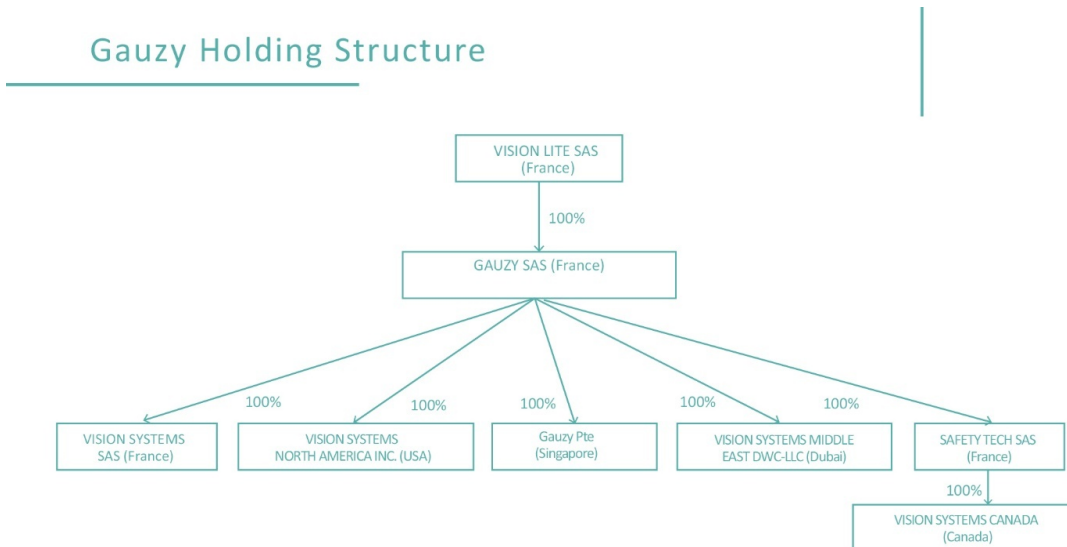 Gauzy Holding Structure
VISION LITE SAS
(France)
100%
GAUZY SAS (France)
100%
100%
100%
100%
100%
VISION SYSTEMS
SAS (France)
VISION SYSTEMS
NORTH AMERICA INC. (USA)
Gauzy Pte
(Singapore)
VISION SYSTEMS MIDDLE
EAST DWC-LLC (Dubai)
SAFETY TECH SAS
(France)
100%
VISION SYSTEMS CANADA
(Canada)